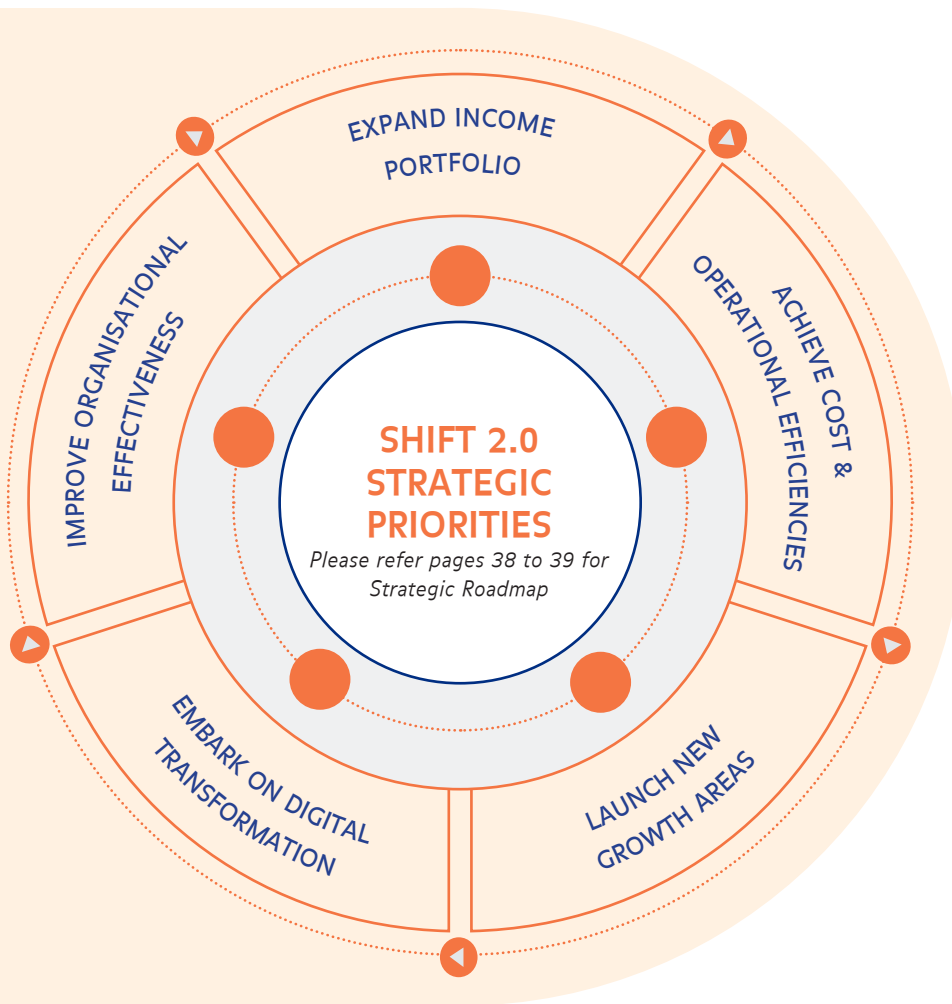 EXPAND INCOME
PORTFOLIO
ACHIEVE COST &
OPERATIONAL EFFICIENCIES
LAUNCH NEW
GROWTH AREAS
EMBARK ON DIGITAL
TRANSFORMATION
IMPROVE ORGANISATIONAL
EFFECTIVENESS
SHIFT 2.0
STRATEGIC
PRIORITIES
Please refer pages 38 to 39 for
Strategic Roadmap